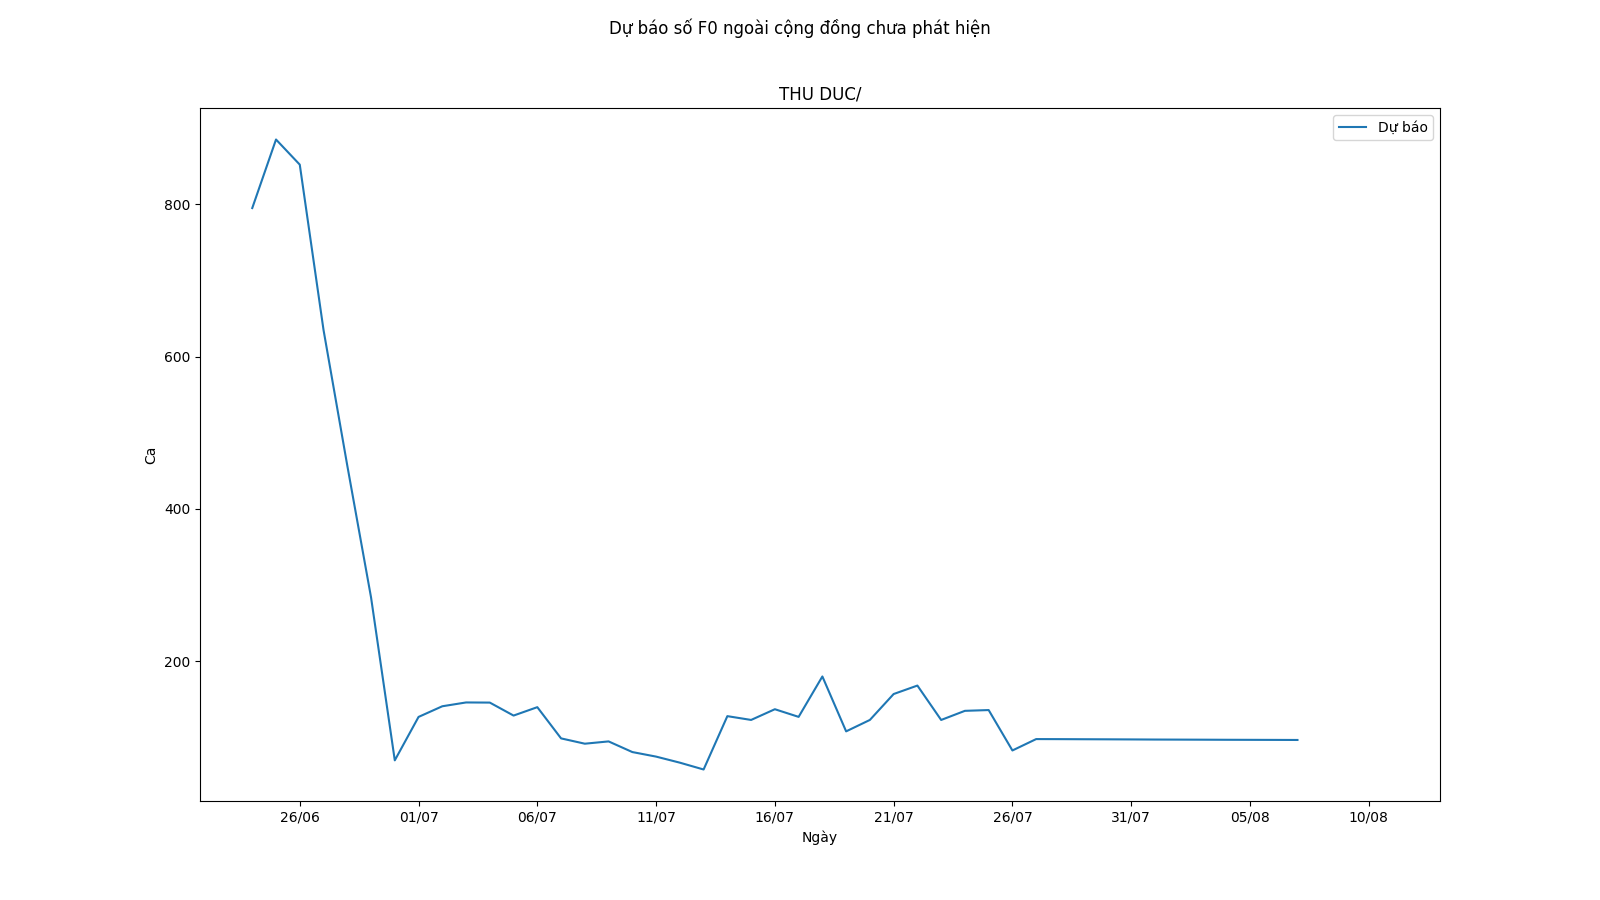 Dự báo số F0 ngoài cộng đồng chưa phát hiện
THU DUC/
Dự báo
800
600
400
200
Ca
26/06 01/07 06/07 11/07 16/07 21/07 26/07 31/07 05/08 10/08
Ngày